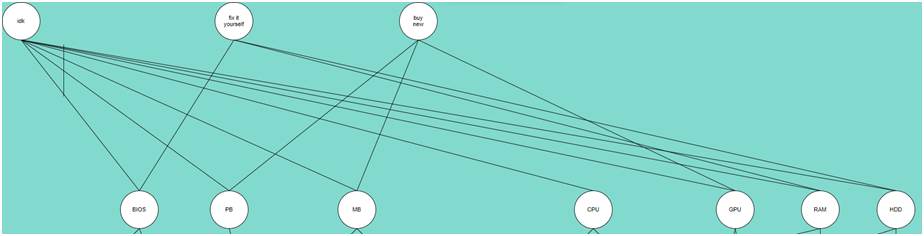 idk
fix it
yourself
buy
new
BIOS
PB
MB
CPU
GPU
RAM
HDD